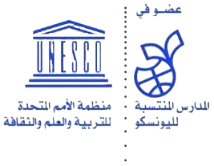 عضو في
UNESCO
المدارس المنتسبة
لليونسكو
منظمة الأمم المتحدة
للتربية والعلم والثقافة